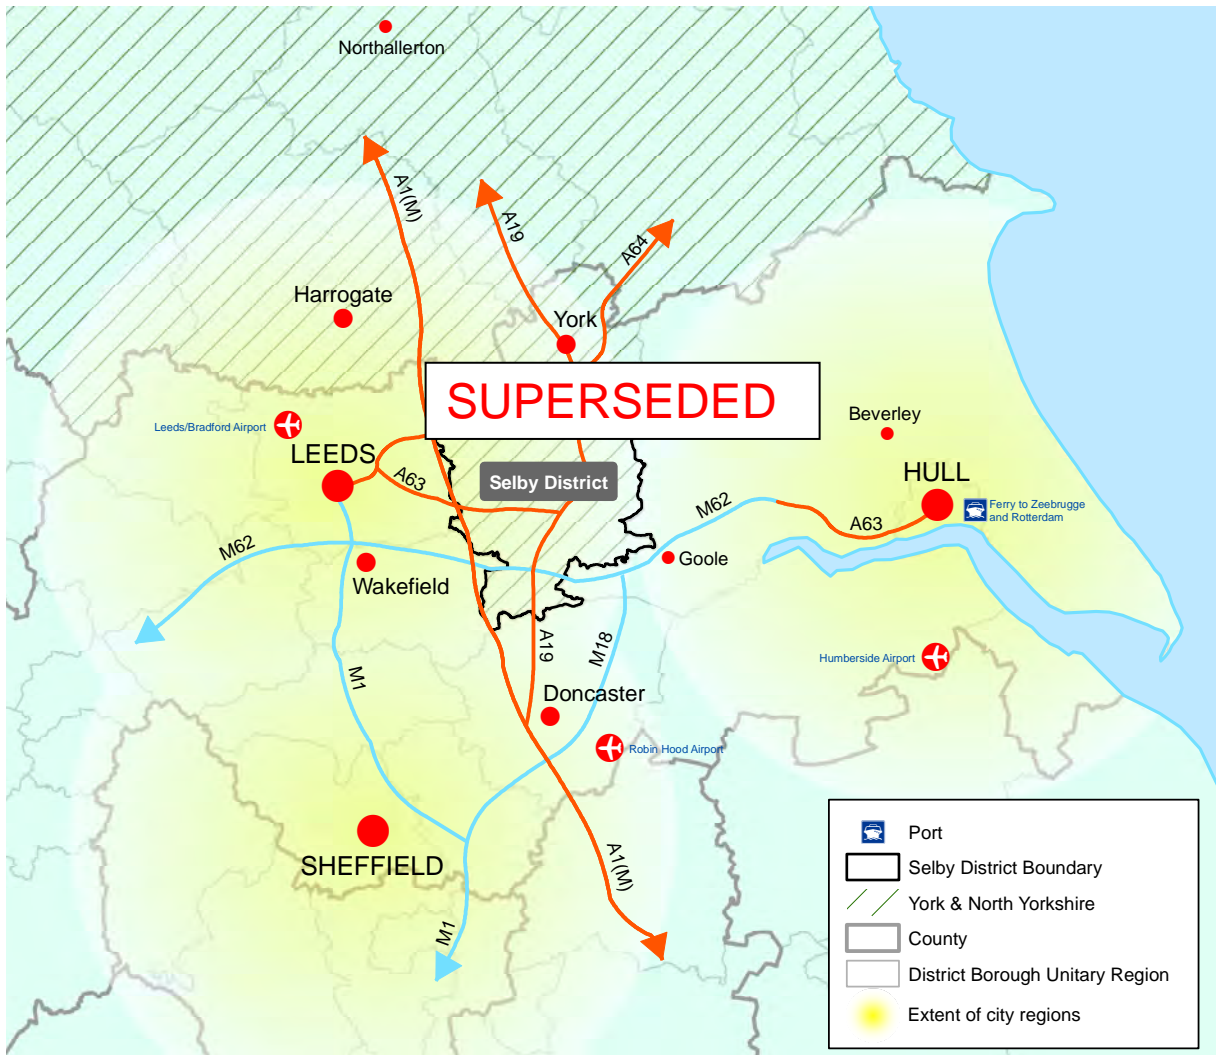 Northallerton
A1(M)
A19
A64
Harrogate
York
SUPERSEDED
Leeds/Bradford Airport
LEEDS
A63
Selby District
Beverley
HULL
Ferry to Zeebrugge
and Rotterdam
M62
A63
M62
Goole
Wakefield
A19
M18
Humberside Airport
M1
Doncaster
Robin Hood Airport
SHEFFIELD
A1(M)
M1
Port
Selby District Boundary
York & North Yorkshire
County
District Borough Unitary Region
Extent of city regions